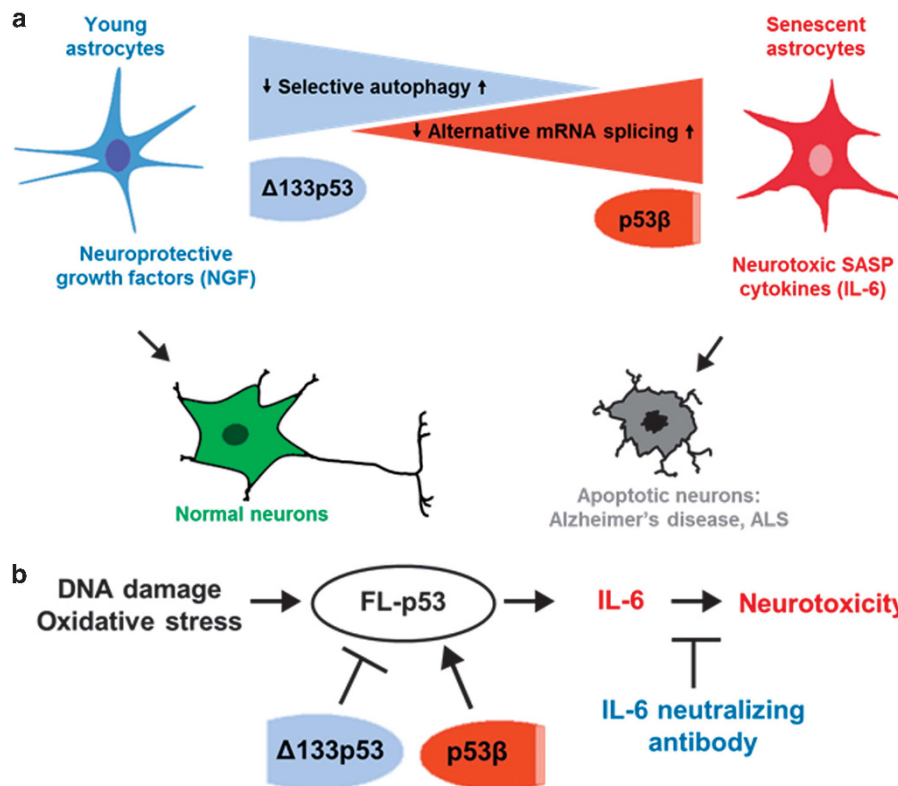 a
Young
astrocytes
Senescent
astrocytes
↓ Selective autophagy ↑
↓ Alternative mRNA splicing ↑
Δ133p53
p53β
Neuroprotective
growth factors (NGF)
Neurotoxic SASP
cytokines (IL-6)
Normal neurons
Apoptotic neurons:
Alzheimer's disease, ALS
b
DNA damage
Oxidative stress
FL-p53
IL-6
Neurotoxicity
Δ133p53
p53β
IL-6 neutralizing
antibody